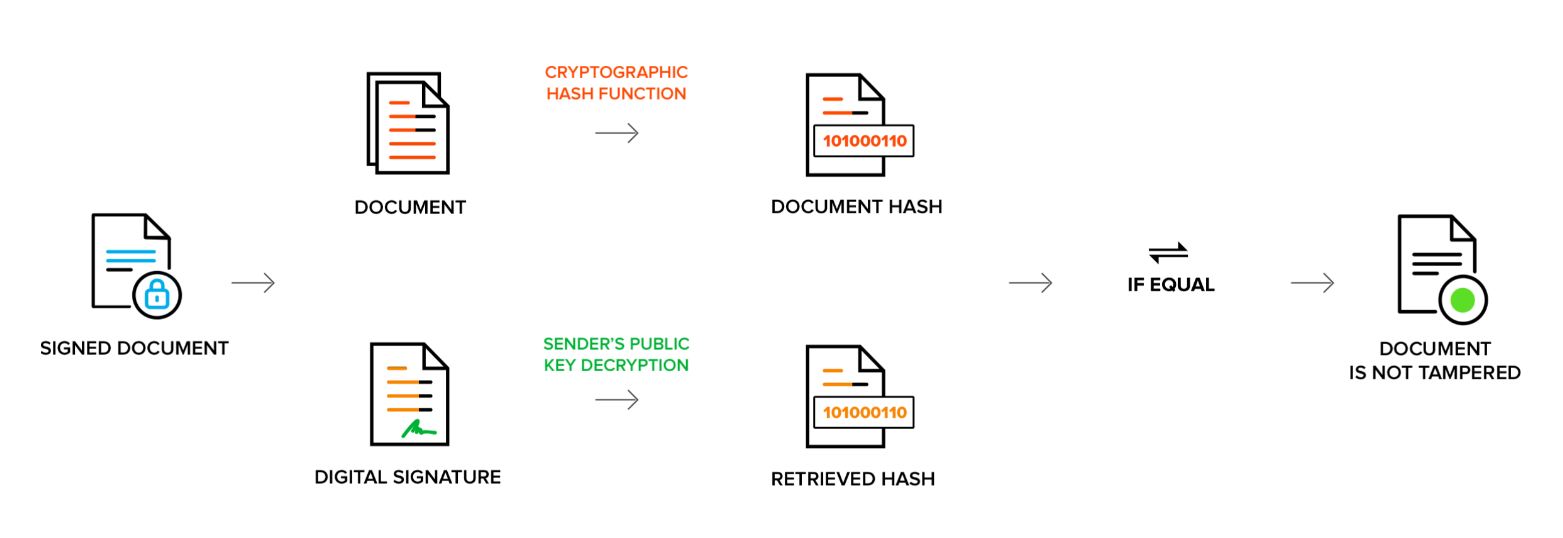 CRYPTOGRAPHIC
HASH FUNCTION
101000110
DOCUMENT
DOCUMENT HASH
SIGNED DOCUMENT
IF EQUAL
DOCUMENT
IS NOT TAMPERED
SENDER’S PUBLIC
KEY DECRYPTION
101000110
DIGITAL SIGNATURE
RETRIEVED HASH